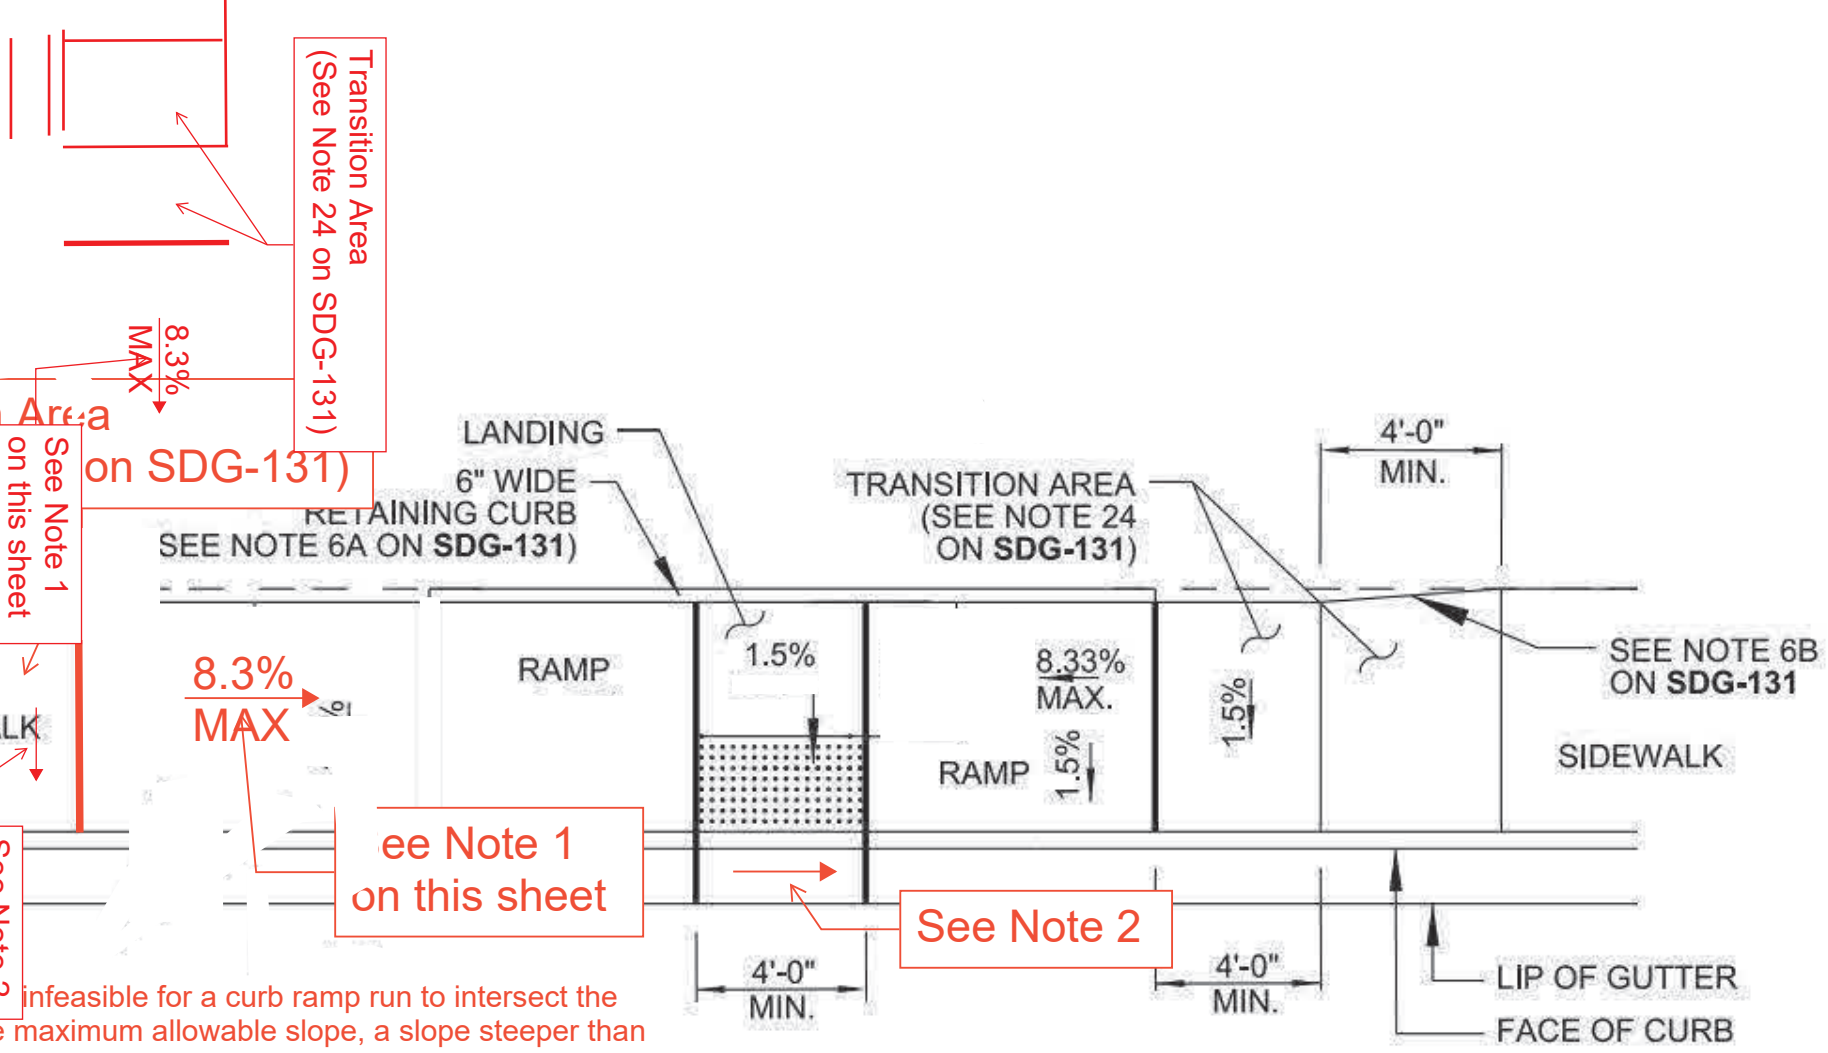 Transition Area
(See Note 24 on SDG-131)
8.3%
MAX
Area
on SDG-131)
See Note 1
on this sheet
LANDING
6" WIDE
RETAINING CURB
SEE NOTE 6A ON SDG-131)
TRANSITION AREA
(SEE NOTE 24
ON SDG-131)
4'-0"
MIN.
SEE NOTE 6B
ON SDG-131
8.3%
MAX
RAMP
1.5%
8.33%
MAX.
1.5%
RAMP
1.5%
SIDEWALK
LK
ee Note 1
on this sheet
See Note 2
See Note 2
4'-0"
MIN.
4'-0"
MIN.
LIP OF GUTTER
FACE OF CURB
infeasible for a curb ramp run to intersect the
e maximum allowable slope, a slope steeper than